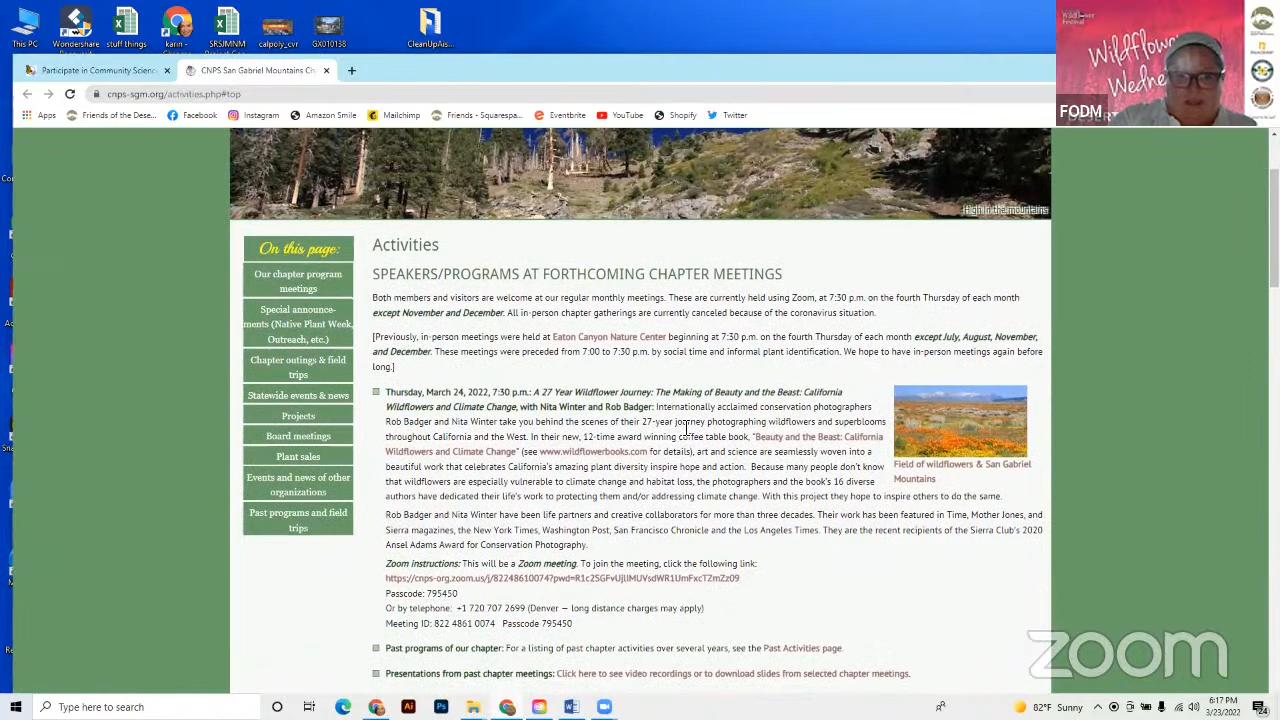 This PC
Wondershare
stuff things
karin -
SRSJMNM
calpoly_cvr
GX010138
CleanUpAis...
Participate in Community Scienc
CNPS San Gabriel Mountains Cha
cnps-sgm.org/activities.php#top
Apps
Friends of the Dese...
Facebook
Instagram
Amazon Smile
Mailchimp
Friends - Squarespa...
Eventbrite
YouTube
Shopify
Twitter
Wildflower
Festival
FODM
High in the mountains
On this page:
Our chapter program
meetings
Special announce-
ments (Native Plant Week,
Outreach, etc.)
Chapter outings & field
trips
Statewide events & news
Projects
Board meetings
Plant sales
Events and news of other
organizations
Past programs and field
trips
Activities
SPEAKERS/PROGRAMS AT FORTHCOMING CHAPTER MEETINGS
Both members and visitors are welcome at our regular monthly meetings. These are currently held using Zoom, at 7:30 p.m. on the fourth Thursday of each month
except November and December. All in-person chapter gatherings are currently canceled because of the coronavirus situation.
[Previously, in-person meetings were held at Eaton Canyon Nature Center beginning at 7:30 p.m. on the fourth Thursday of each month except July, August, November,
and December. These meetings were preceded from 7:00 to 7:30 p.m. by social time and informal plant identification. We hope to have in-person meetings again before
long.]
Thursday, March 24, 2022, 7:30 p.m.: A 27 Year Wildflower Journey: The Making of Beauty and the Beast: California
Wildflowers and Climate Change, with Nita Winter and Rob Badger: Internationally acclaimed conservation photographers
Rob Badger and Nita Winter take you behind the scenes of their 27-year journey photographing wildflowers and superblooms
throughout California and the West. In their new, 12-time award winning coffee table book, "Beauty and the Beast: California
Wildflowers and Climate Change" (see www.wildflowerbooks.com for details), art and science are seamlessly woven into a
beautiful work that celebrates California's amazing plant diversity inspire hope and action. Because many people don't know
that wildflowers are especially vulnerable to climate change and habitat loss, the photographers and the book's 16 diverse
authors have dedicated their life's work to protecting them and/or addressing climate change. With this project they hope to inspire others to do the same.
Field of wildflowers & San Gabriel
Mountains
Rob Badger and Nita Winter have been life partners and creative collaborators for more than three decades. Their work has been featured in Time, Mother Jones, and
Sierra magazines, the New York Times, Washington Post, San Francisco Chronicle and the Los Angeles Times. They are the recent recipients of the Sierra Club's 2020
Ansel Adams Award for Conservation Photography.
Zoom instructions: This will be a Zoom meeting. To join the meeting, click the following link:
https://cnps-org.zoom.us/j/82248610074?pwd=R1c2SGFvUjlIMUVsdWR1UmFxcTZmZz09
Passcode: 795450
Or by telephone: +1 720 707 2699 (Denver — long distance charges may apply)
Meeting ID: 822 4861 0074 Passcode 795450
Past programs of our chapter: For a listing of past chapter activities over several years, see the Past Activities page.
Presentations from past chapter meetings: Click here to see video recordings or to download slides from selected chapter meetings.
zoom
Type here to search
82°F Sunny
6:17 PM
3/23/2022
24